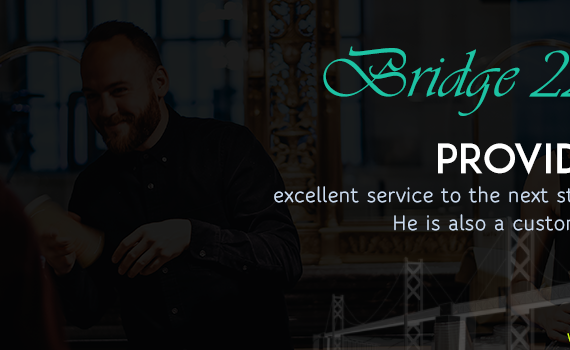 Bridge 22
PROVID
excellent service to the next st
He is also a custom